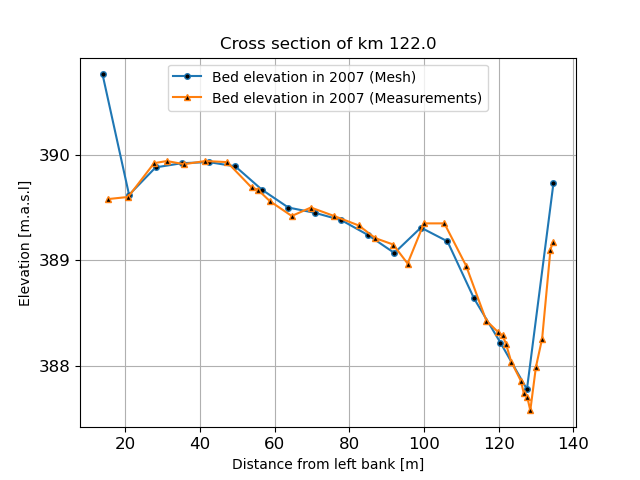 Cross section of km 122.0
Bed elevation in 2007 (Mesh)
Bed elevation in 2007 (Measurements)
390
389
388
Elevation [m.a.s.l]
20 40 60 80 100 120 140
Distance from left bank [m]